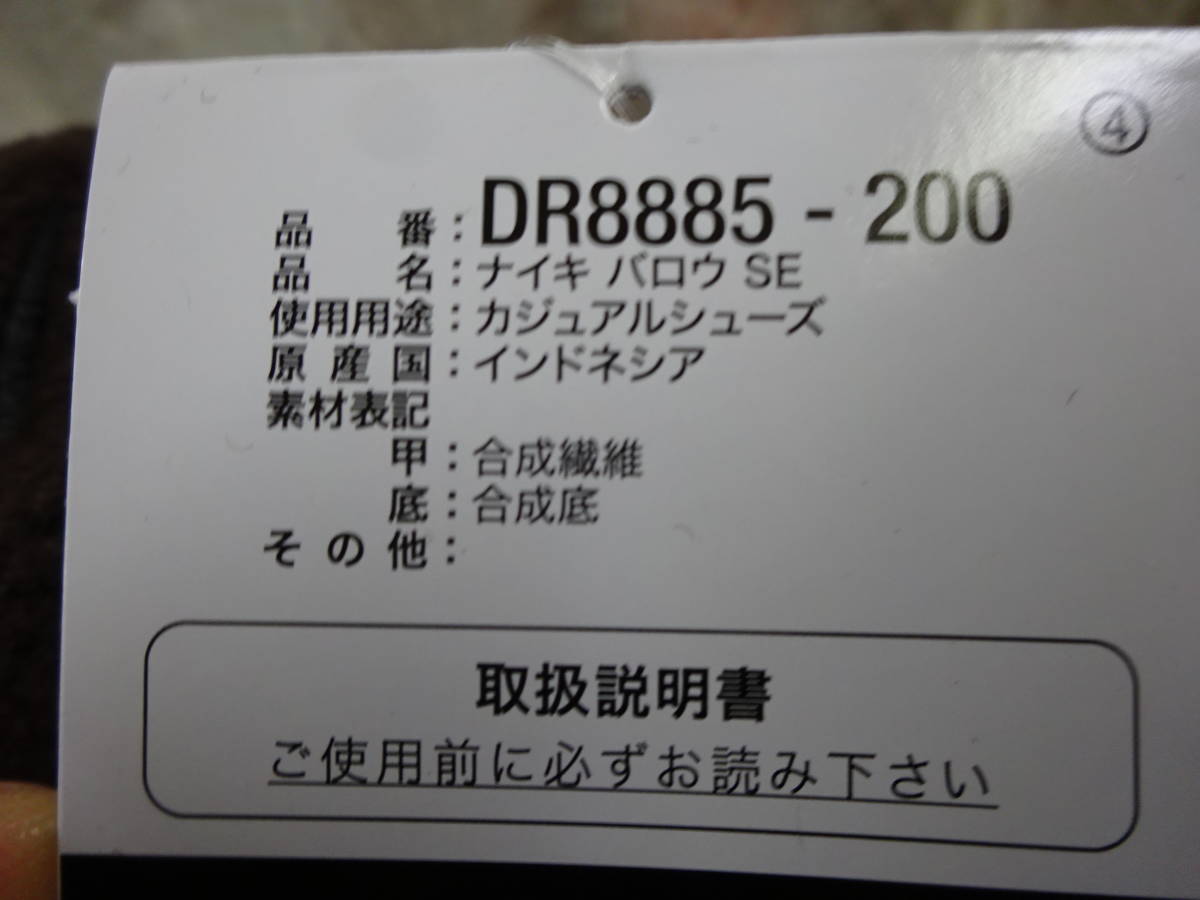 ④
品 番：DR8885 - 200
品 名：ナイキ バロウ SE
使用用途：カジュアルシューズ
原 産 国：インドネシア
素材表記
甲：合成繊維
底：合成底
そ の 他：
取扱説明書
ご使用前に必ずお読み下さい